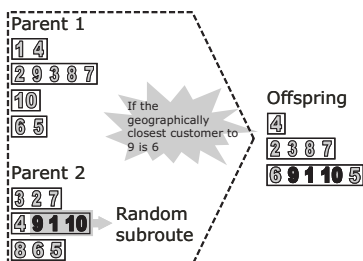 Parent 1
1 4
2 9 3 8 7
10
6 5
Parent 2
3 2 7
4 9 1 10
8 6 5
Random
subroute
If the
geographically
closest customer to
9 is 6
Offspring
4
2 3 8 7
6 9 1 10 5